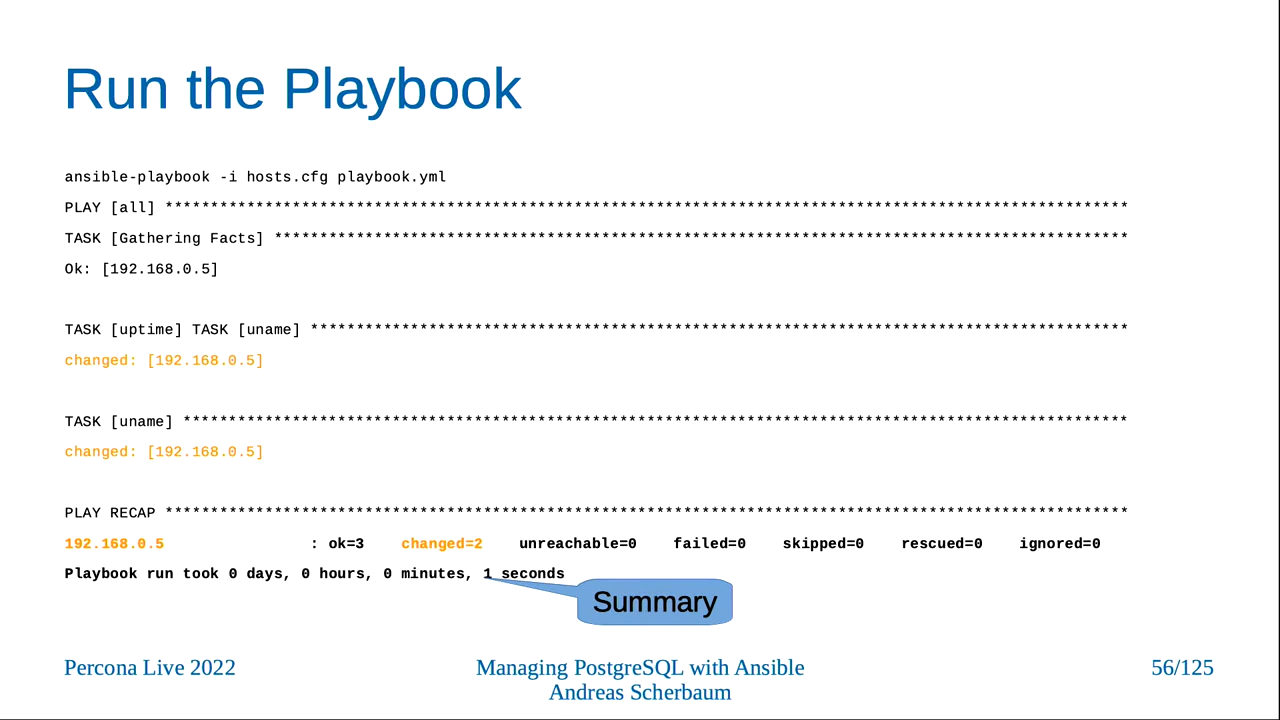 Run the Playbook
ansible-playbook -i hosts.cfg playbook.yml
PLAY [all] **********************************************************************************************************
TASK [Gathering Facts] **********************************************************************************************
Ok: [192.168.0.5]
TASK [uptime] TASK [uname] ******************************************************************************************
changed: [192.168.0.5]
TASK [uname] ********************************************************************************************************
changed: [192.168.0.5]
PLAY RECAP **********************************************************************************************************
192.168.0.5 : ok=3 changed=2 unreachable=0 failed=0 skipped=0 rescued=0 ignored=0
Playbook run took 0 days, 0 hours, 0 minutes, 1 seconds
Summary
Percona Live 2022
Managing PostgreSQL with Ansible
Andreas Scherbaum
56/125